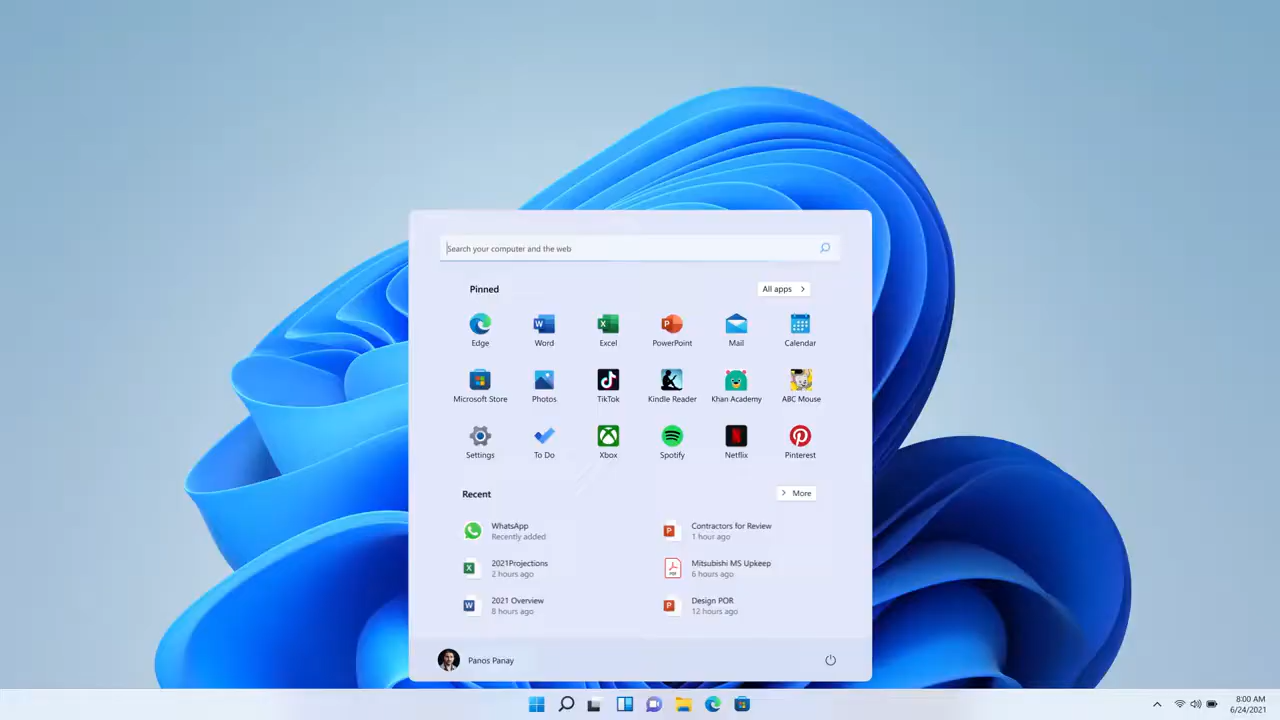 Search your computer and the web
Pinned
All apps
Edge
Word
Excel
PowerPoint
Mail
Calendar
Microsoft Store
Photos
TikTok
Kindle Reader
Khan Academy
ABC Mouse
Settings
To Do
Xbox
Spotify
Netflix
Pinterest
Recent
More
WhatsApp
Recently added
Contractors for Review
1 hour ago
2021Projections
2 hours ago
Mitsubishi MS Upkeep
6 hours ago
2021 Overview
8 hours ago
Design POR
12 hours ago
Panos Panay
8:00 AM
6/24/2021